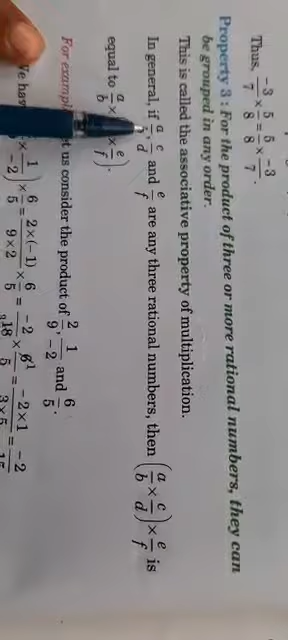 Thus, -3/7 × 5/8 = 5/8 × -3/7.
Property 3 : For the product of three or more rational numbers, they can
be grouped in any order.
This is called the associative property of multiplication.
In general, if a/b, c/d and e/f are any three rational numbers, then (a/b × c/d) × e/f is
equal to a/b × e/f).
For example us consider the product of 2/9, 1/-2 and 6/5.
We have × 1/-2) × 6/5 = 2×(-1)/9×2 × 6/5 = -2/18 × 6/5 = -2×1/3×5 = -2/15